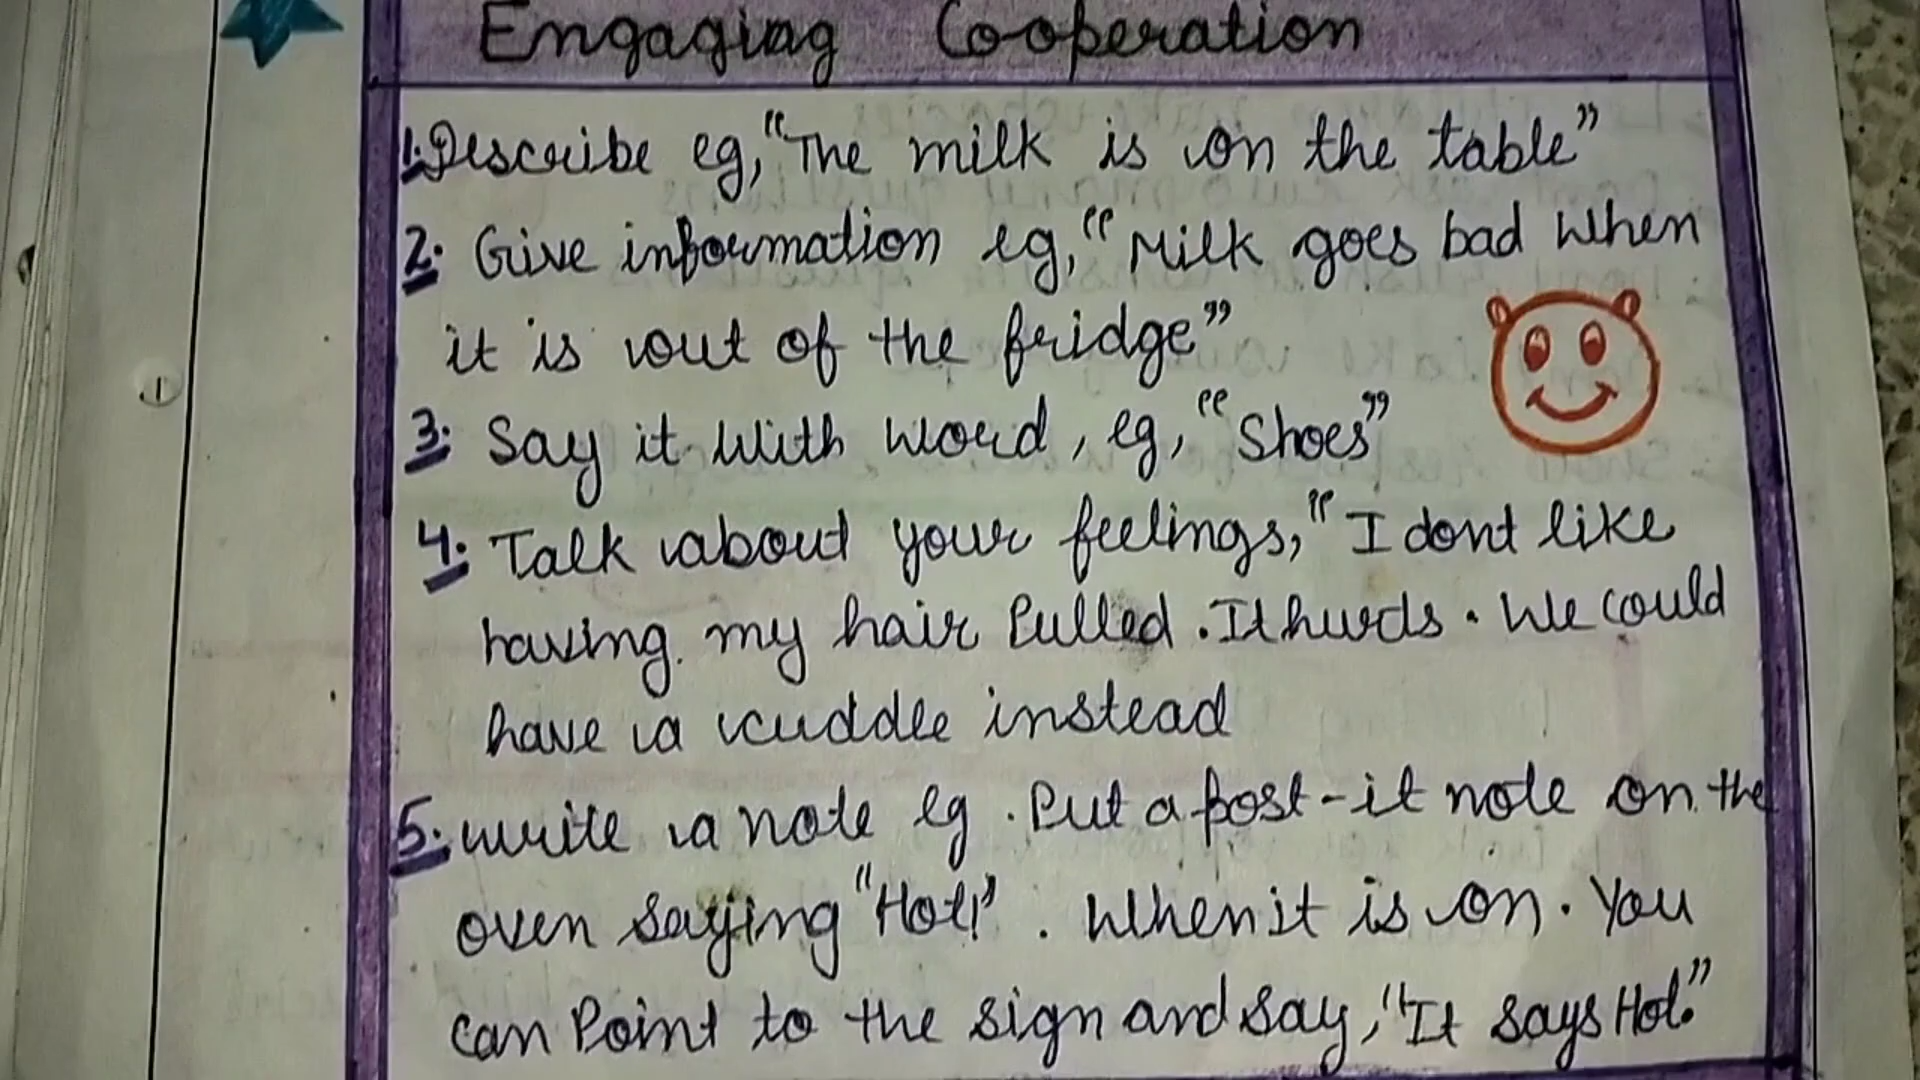 Engaging Cooperation
1. Describe eg, "The milk is on the table"
2. Give information eg, "Milk goes bad when
it is out of the fridge"
3. Say it with word, eg, "Shoes"
4. Talk about your feelings, "I dont like
having my hair Pulled. It hurts. We could
have a cuddle instead
5. write a note eg. Put a post-it note on the
oven saying "Hot!". When it is on. You
can Point to the sign and say, "It says Hot."